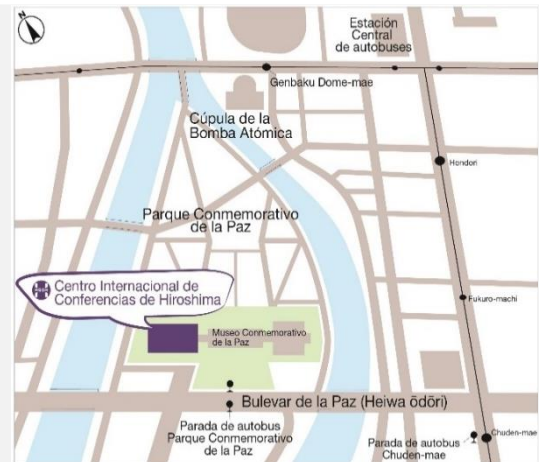 N
Estación
Central
de autobuses
Genbaku Dome-mae
Cúpula de la
Bomba Atómica
Hondori
Parque Conmemorativo
de la Paz
Centro Internacional de
Conferencias de Hiroshima
Fukuro-machi
Museo Conmemorativo
de la Paz
Bulevar de la Paz (Heiwa ōdōri)
Parada de autobus
Parque Conmemorativo
de la Paz
Chuden-mae
Parada de autobus
Chuden-mae